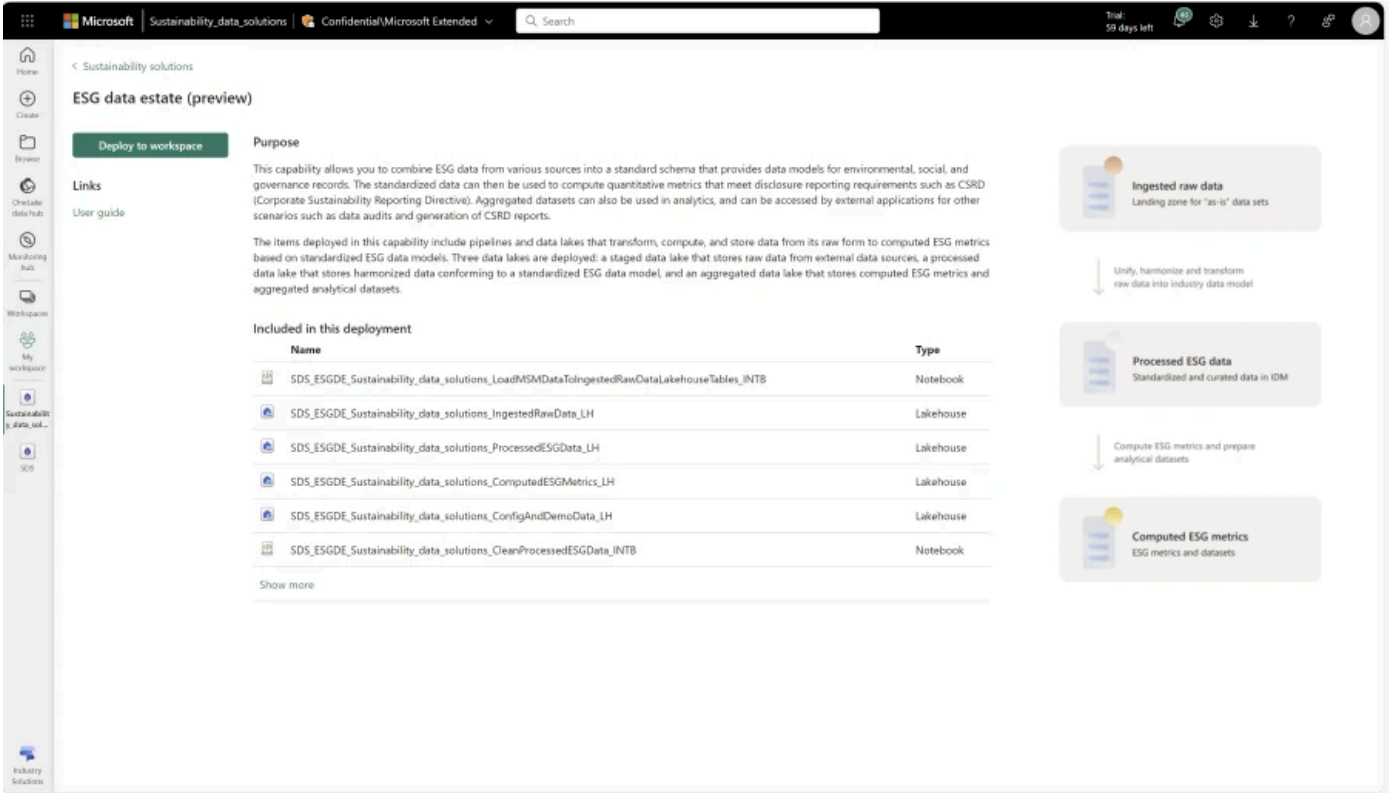 Microsoft
Sustainability_data_solutions
Confidential\Microsoft Extended
Search
Trial:
59 days left
40
Home
Create
Browse
OneLake
data hub
Monitoring
hub
Workspaces
My
workspace
Sustainabilit
y_data_sol...
SDS
Industry
Solutions
< Sustainability solutions
ESG data estate (preview)
Deploy to workspace
Links
User guide
Purpose
This capability allows you to combine ESG data from various sources into a standard schema that provides data models for environmental, social, and
governance records. The standardized data can then be used to compute quantitative metrics that meet disclosure reporting requirements such as CSRD
(Corporate Sustainability Reporting Directive). Aggregated datasets can also be used in analytics, and can be accessed by external applications for other
scenarios such as data audits and generation of CSRD reports.
The items deployed in this capability include pipelines and data lakes that transform, compute, and store data from its raw form to computed ESG metrics
based on standardized ESG data models. Three data lakes are deployed: a staged data lake that stores raw data from external data sources, a processed
data lake that stores harmonized data conforming to a standardized ESG data model, and an aggregated data lake that stores computed ESG metrics and
aggregated analytical datasets.
Included in this deployment
Name Type
SDS_ESGDE_Sustainability_data_solutions_LoadMSMDataToIngestedRawDataLakehouseTables_INTB Notebook
SDS_ESGDE_Sustainability_data_solutions_IngestedRawData_LH Lakehouse
SDS_ESGDE_Sustainability_data_solutions_ProcessedESGData_LH Lakehouse
SDS_ESGDE_Sustainability_data_solutions_ComputedESGMetrics_LH Lakehouse
SDS_ESGDE_Sustainability_data_solutions_ConfigAndDemoData_LH Lakehouse
SDS_ESGDE_Sustainability_data_solutions_CleanProcessedESGData_INTB Notebook
Show more
Ingested raw data
Landing zone for "as-is" data sets
Unify, harmonize and transform
raw data into industry data model
Processed ESG data
Standardized and curated data in IDM
Compute ESG metrics and prepare
analytical datasets
Computed ESG metrics
ESG metrics and datasets